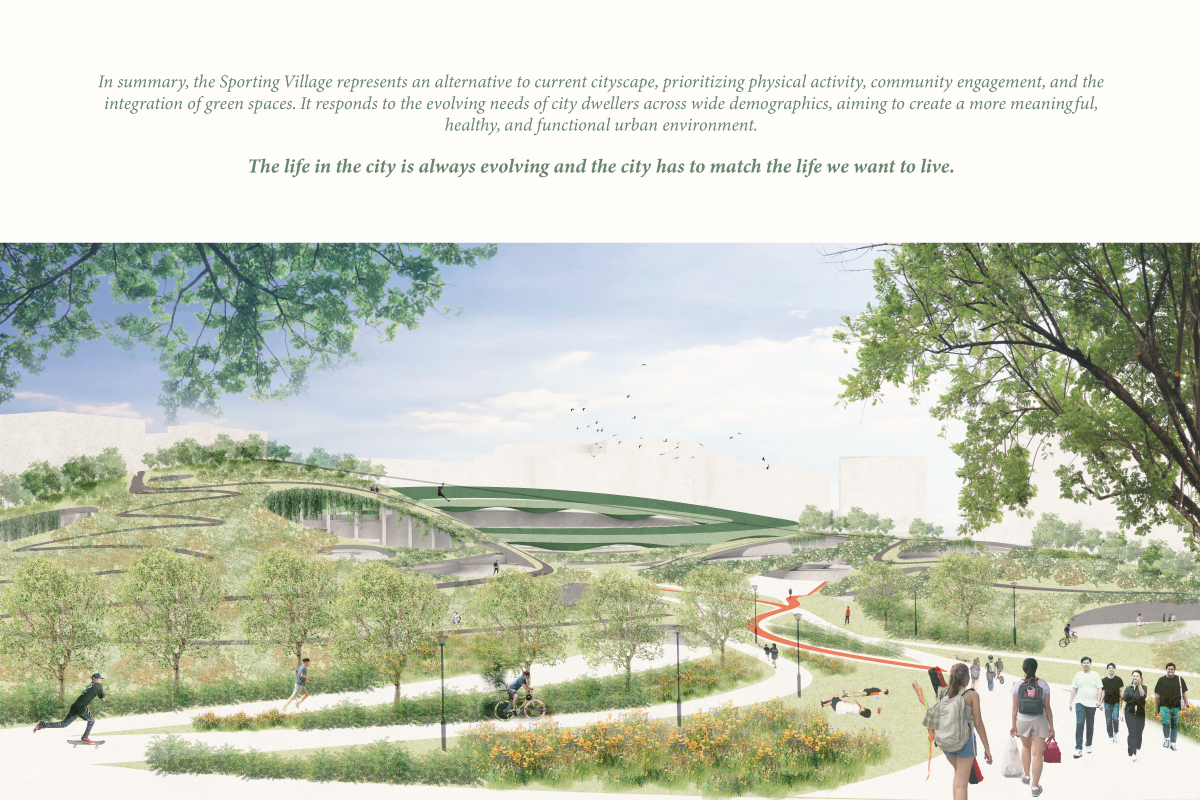 In summary, the Sporting Village represents an alternative to current cityscape, prioritizing physical activity, community engagement, and the
integration of green spaces. It responds to the evolving needs of city dwellers across wide demographics, aiming to create a more meaningful,
healthy, and functional urban environment.
The life in the city is always evolving and the city has to match the life we want to live.